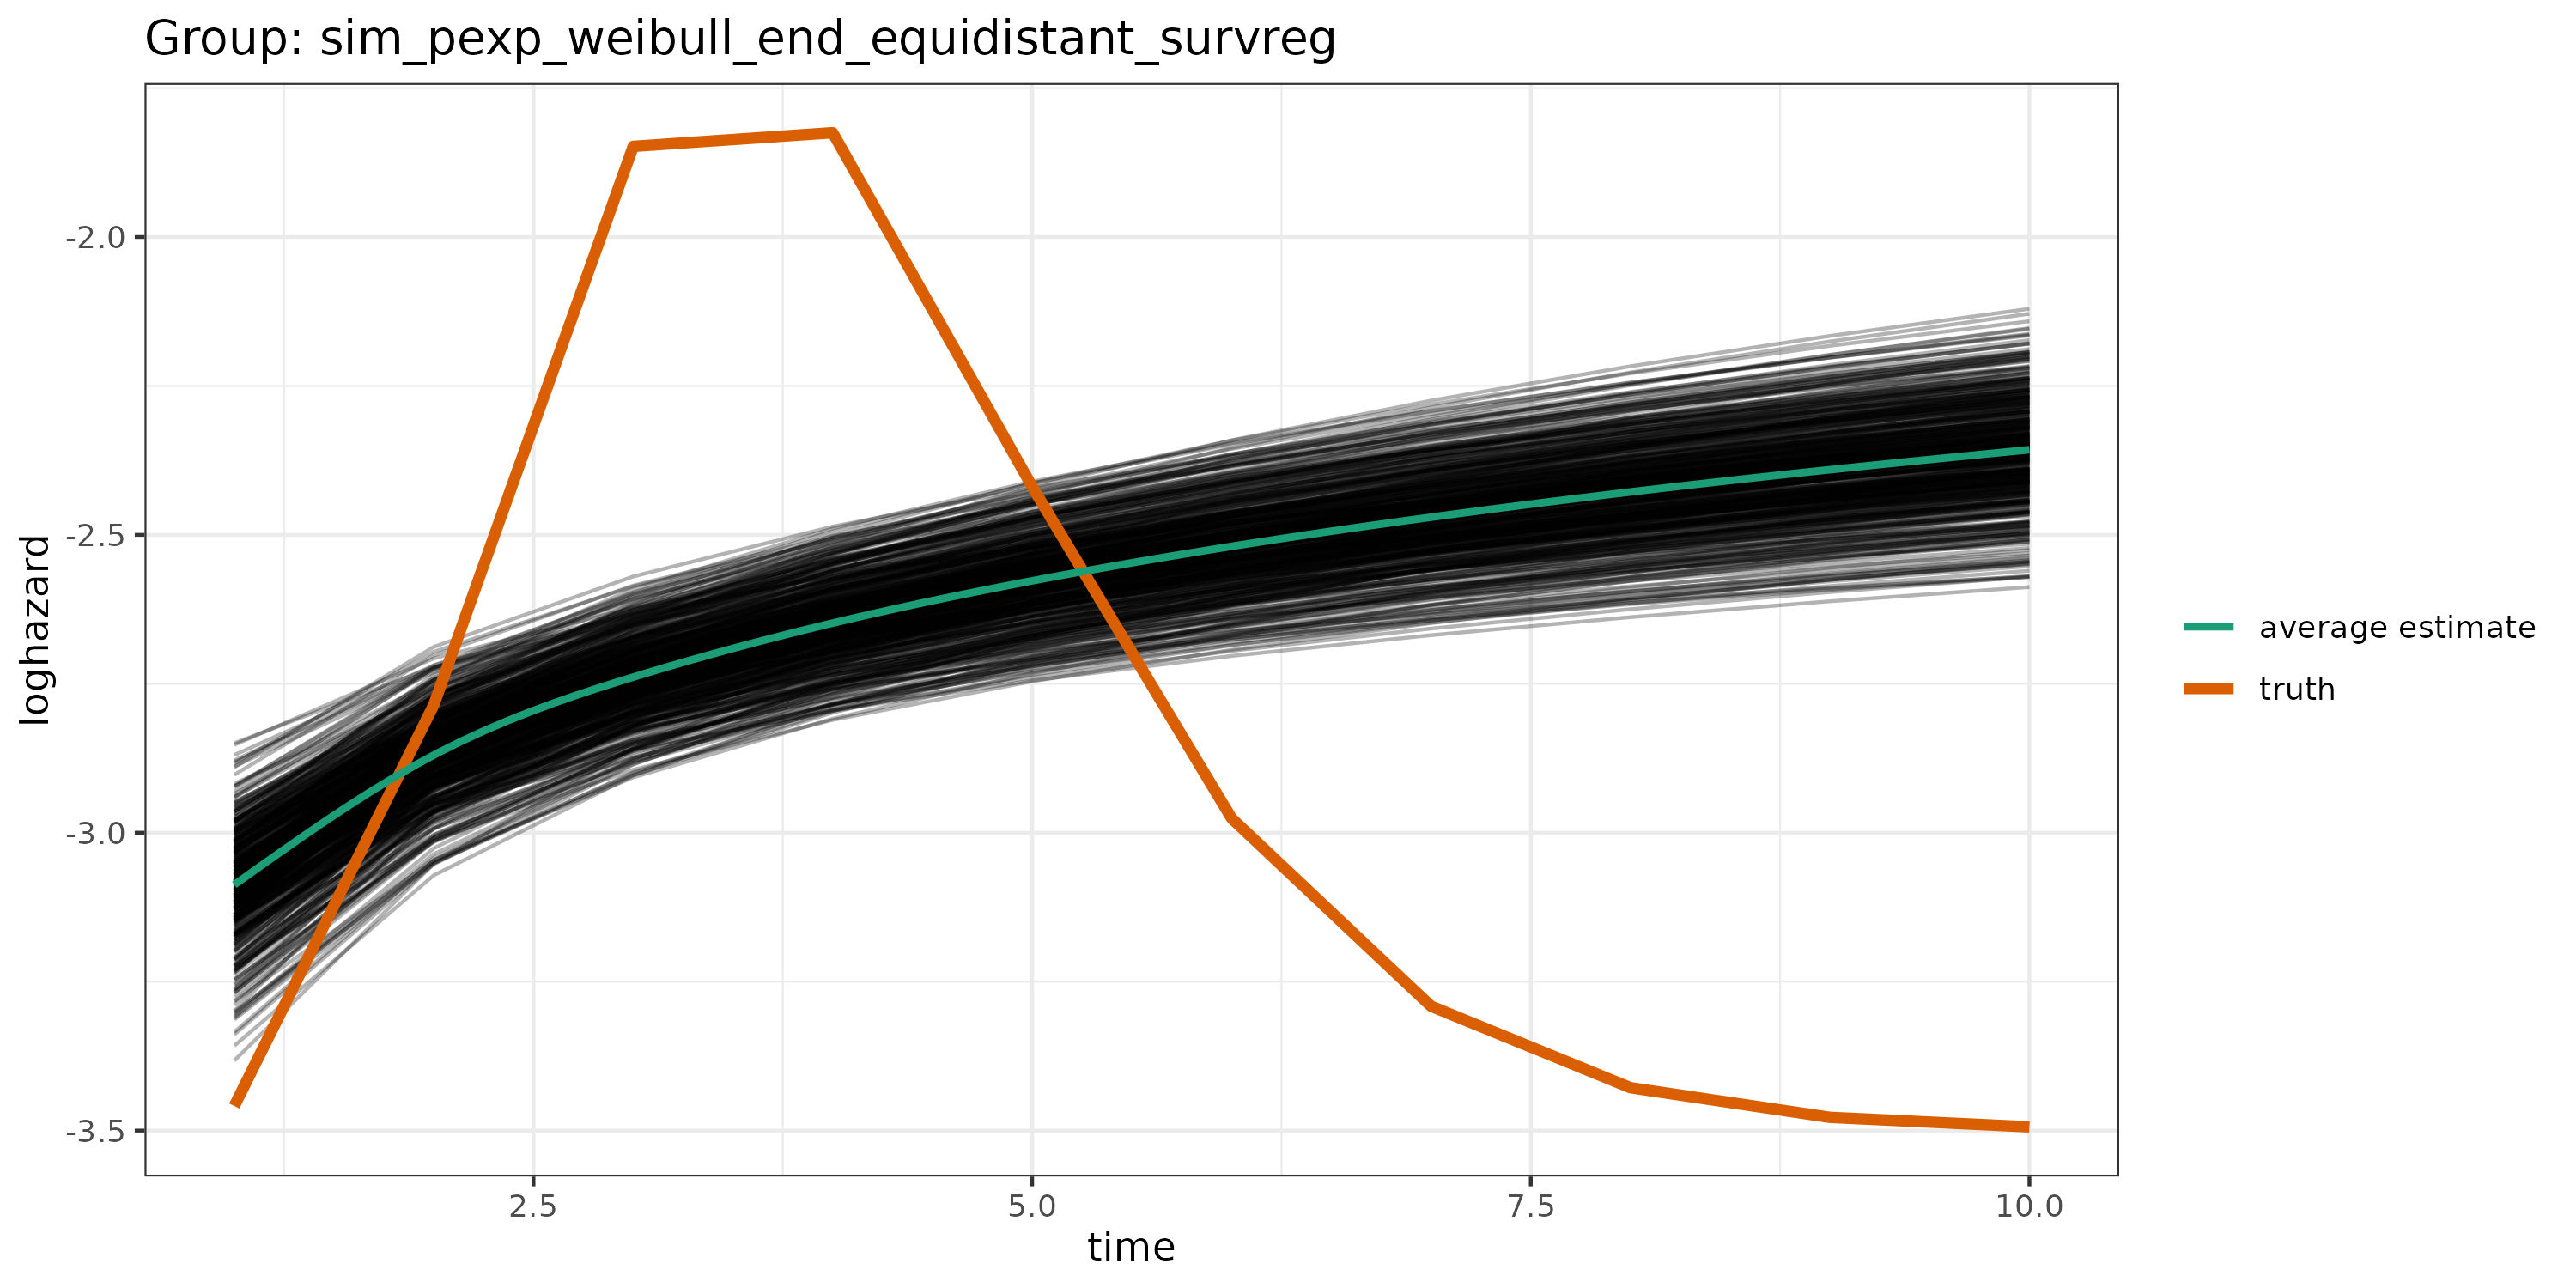 Group: sim_pexp_weibull_end_equidistant_survreg
loghazard
-2.0
-2.5
-3.0
-3.5
2.5
5.0
7.5
10.0
time
average estimate
truth